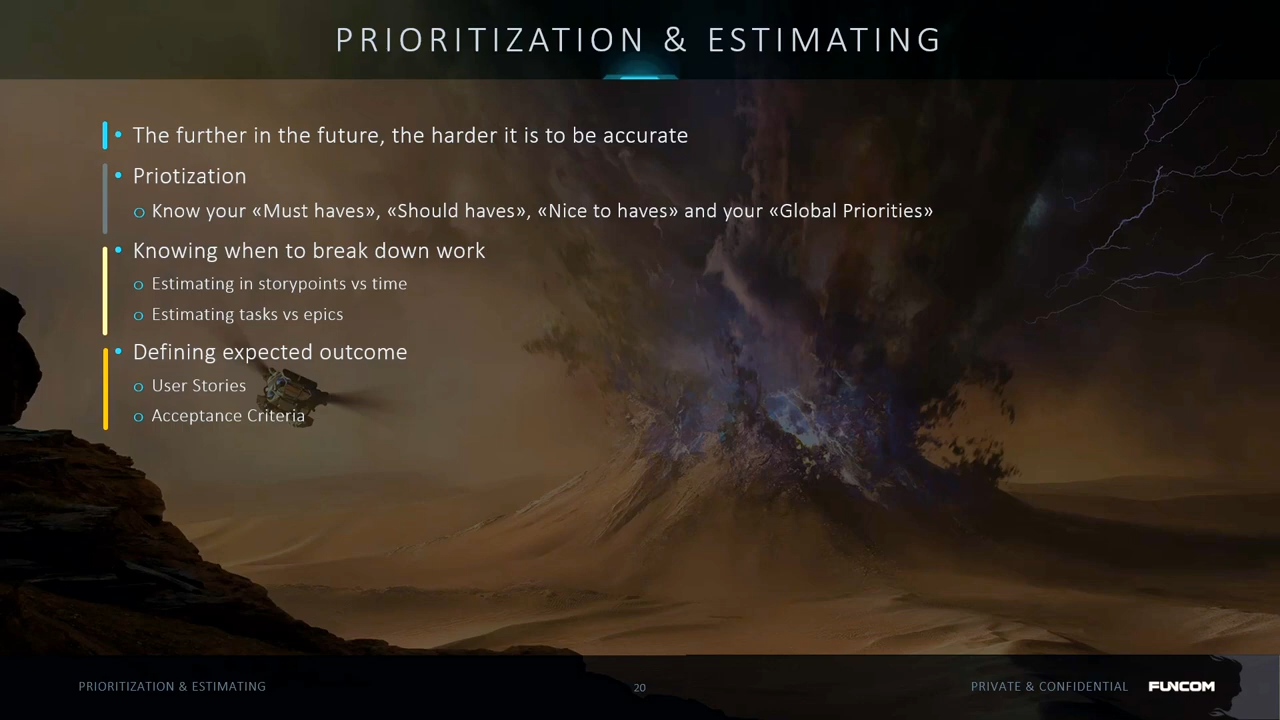 PRIORITIZATION & ESTIMATING
• The further in the future, the harder it is to be accurate
• Priotization
o Know your «Must haves», «Should haves», «Nice to haves» and your «Global Priorities»
• Knowing when to break down work
o Estimating in storypoints vs time
o Estimating tasks vs epics
• Defining expected outcome
o User Stories
o Acceptance Criteria
PRIORITIZATION & ESTIMATING
20
PRIVATE & CONFIDENTIAL
FUNCOM